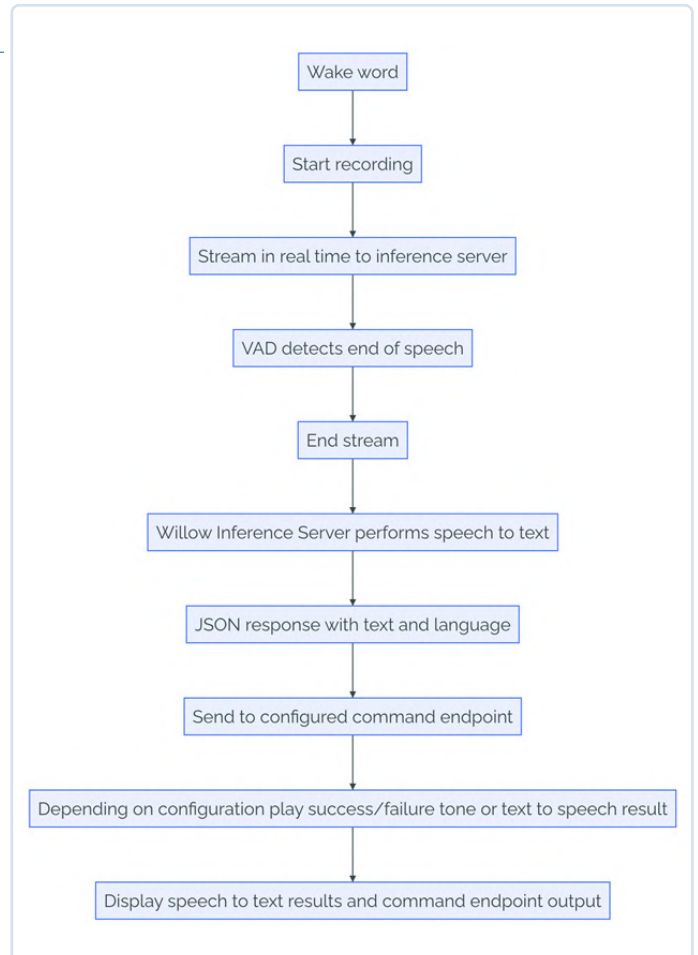 Wake word
Start recording
Stream in real time to inference server
VAD detects end of speech
End stream
Willow Inference Server performs speech to text
JSON response with text and language
Send to configured command endpoint
Depending on configuration play success/failure tone or text to speech result
Display speech to text results and command endpoint output